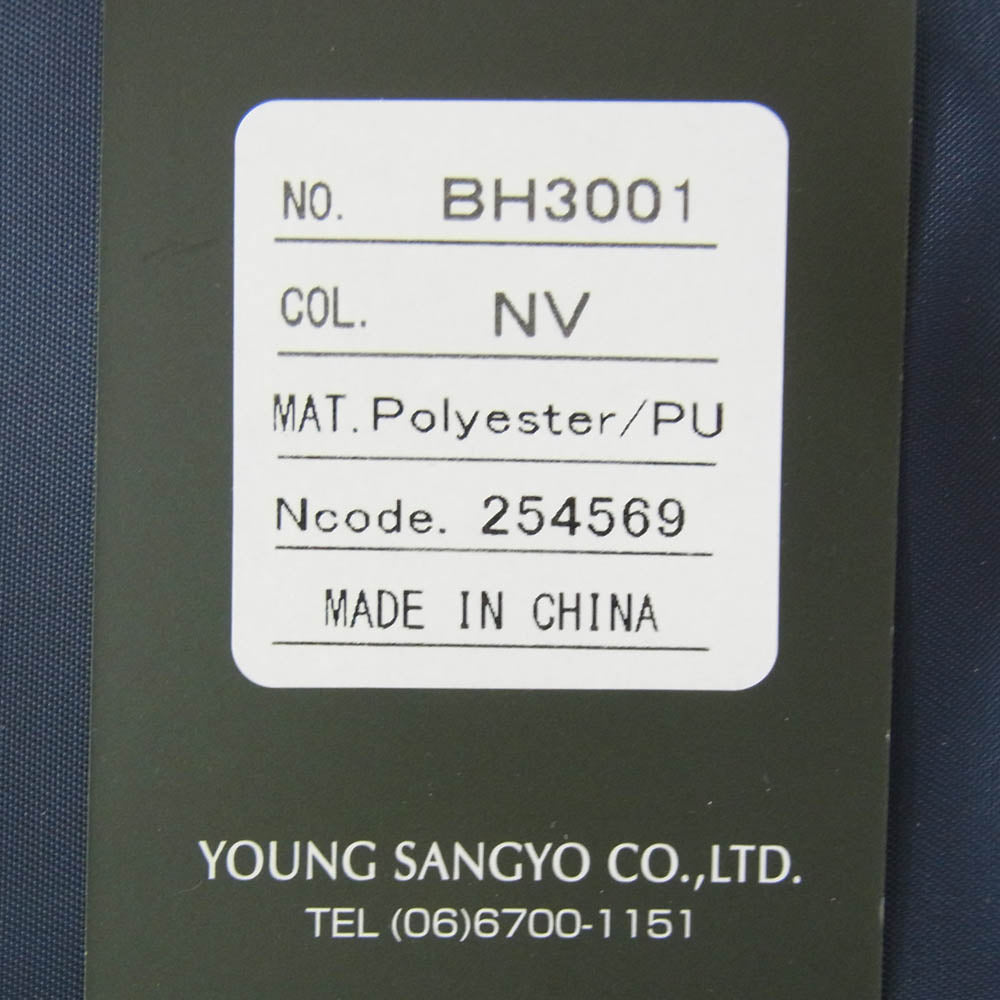 NO. BH3001
COL. NV
MAT. Polyester/PU
Ncode. 254569
MADE IN CHINA
YOUNG SANGYO CO.,LTD.
TEL (06)6700-1151